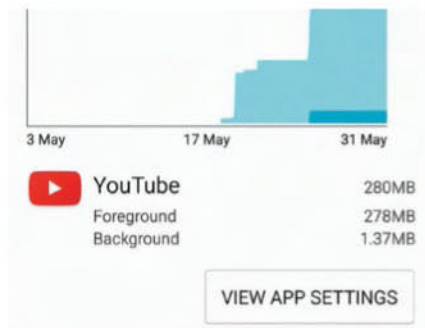 3 May 17 May 31 May
YouTube 280MB
Foreground 278MB
Background 1.37MB
VIEW APP SETTINGS